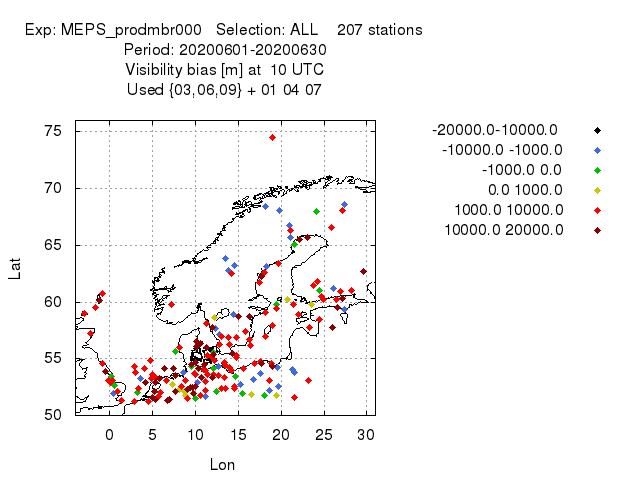 Exp: MEPS_prodmbr000 Selection: ALL 207 stations
Period: 20200601-20200630
Visibility bias [m] at 10 UTC
Used {03,06,09} + 01 04 07
-20000.0-10000.0
-10000.0 -1000.0
-1000.0 0.0
0.0 1000.0
1000.0 10000.0
10000.0 20000.0
75
70
65
60
55
50
Lat
0 5 10 15 20 25 30
Lon